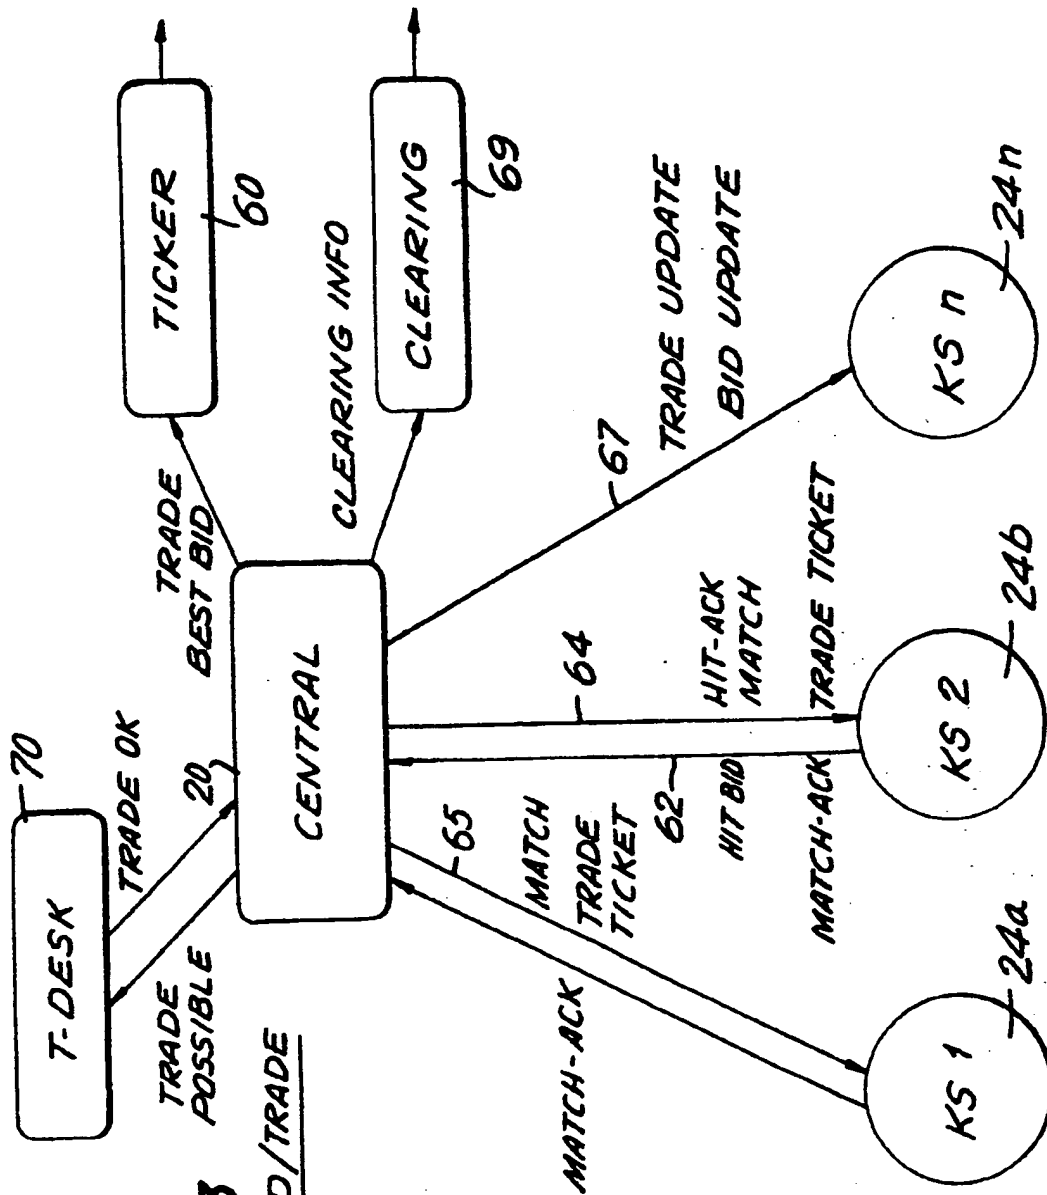 T-DESK
70
TRADE OK
TRADE
POSSIBLE
20
CENTRAL
TRADE
BEST BID
TICKER
60
CLEARING INFO
CLEARING
69
65
MATCH
TRADE
TICKET
MATCH-ACK
62
HIT BID
MATCH-ACK
64
HIT-ACK
MATCH
TRADE TICKET
67
TRADE UPDATE
BID UPDATE
KS 1
24a
KS 2
24b
KS n
24n
3
/TRADE